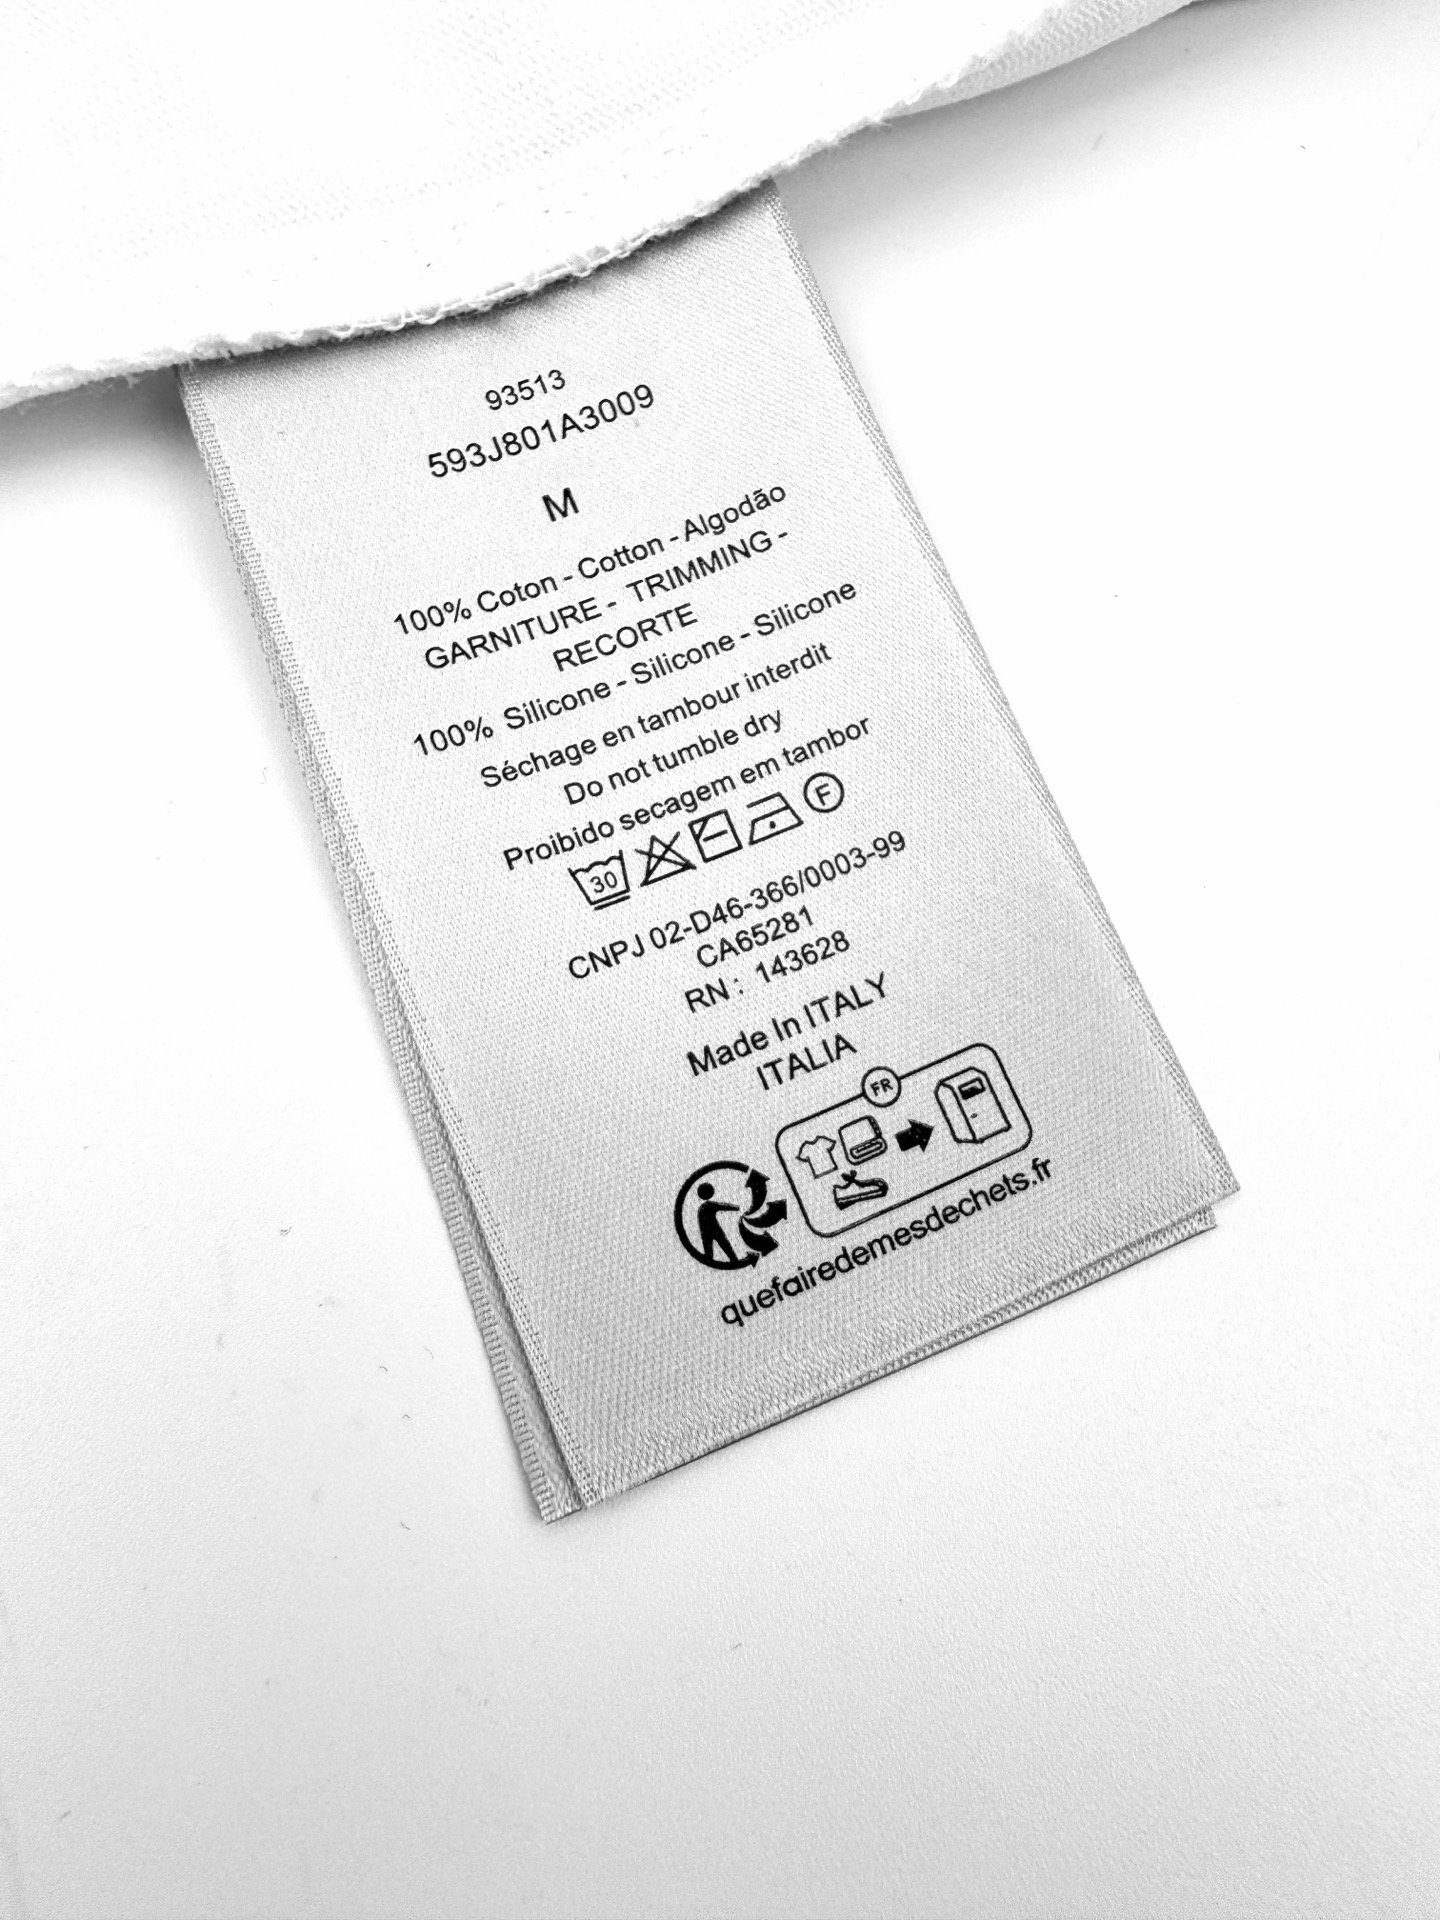 93513
593J801A3009
M
100% Coton - Cotton - Algodão
GARNITURE - TRIMMING -
RECORTE
100% Silicone - Silicone - Silicone
Séchage en tambour interdit
Do not tumble dry
Proibido secagem em tambor
30 F
CNPJ 02-D46-366/0003-99
CA65281
RN : 143628
Made In ITALY
ITALIA
FR
quefairedemesdechets.fr